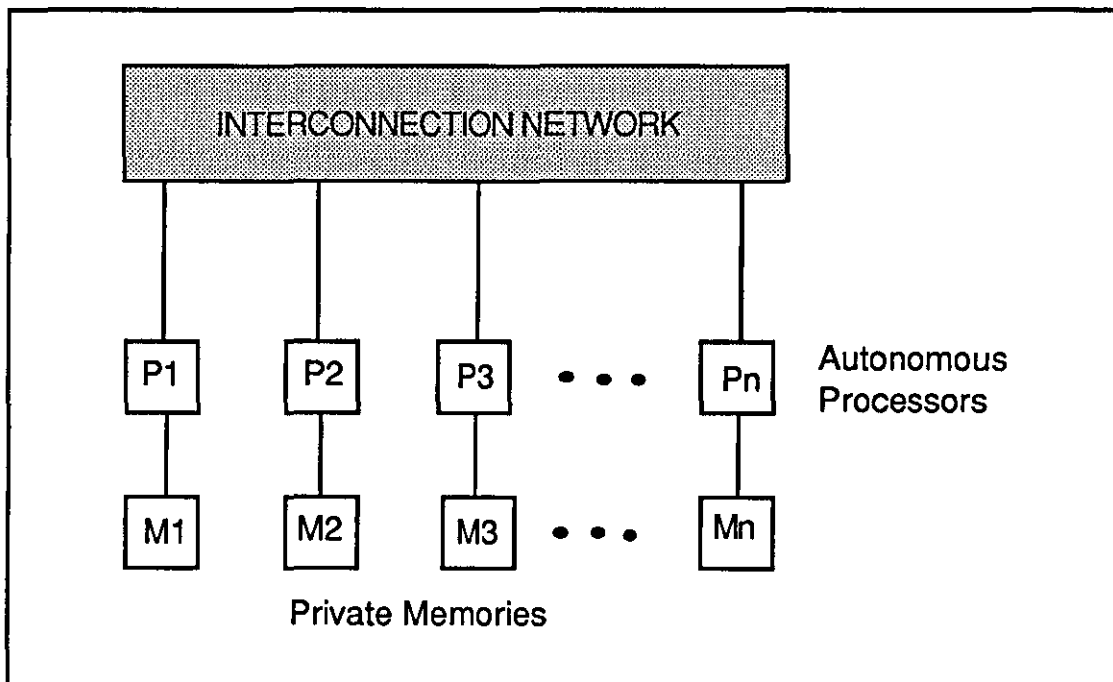 INTERCONNECTION NETWORK
P1 P2 P3 Pn
Autonomous
Processors
M1 M2 M3 Mn
Private Memories